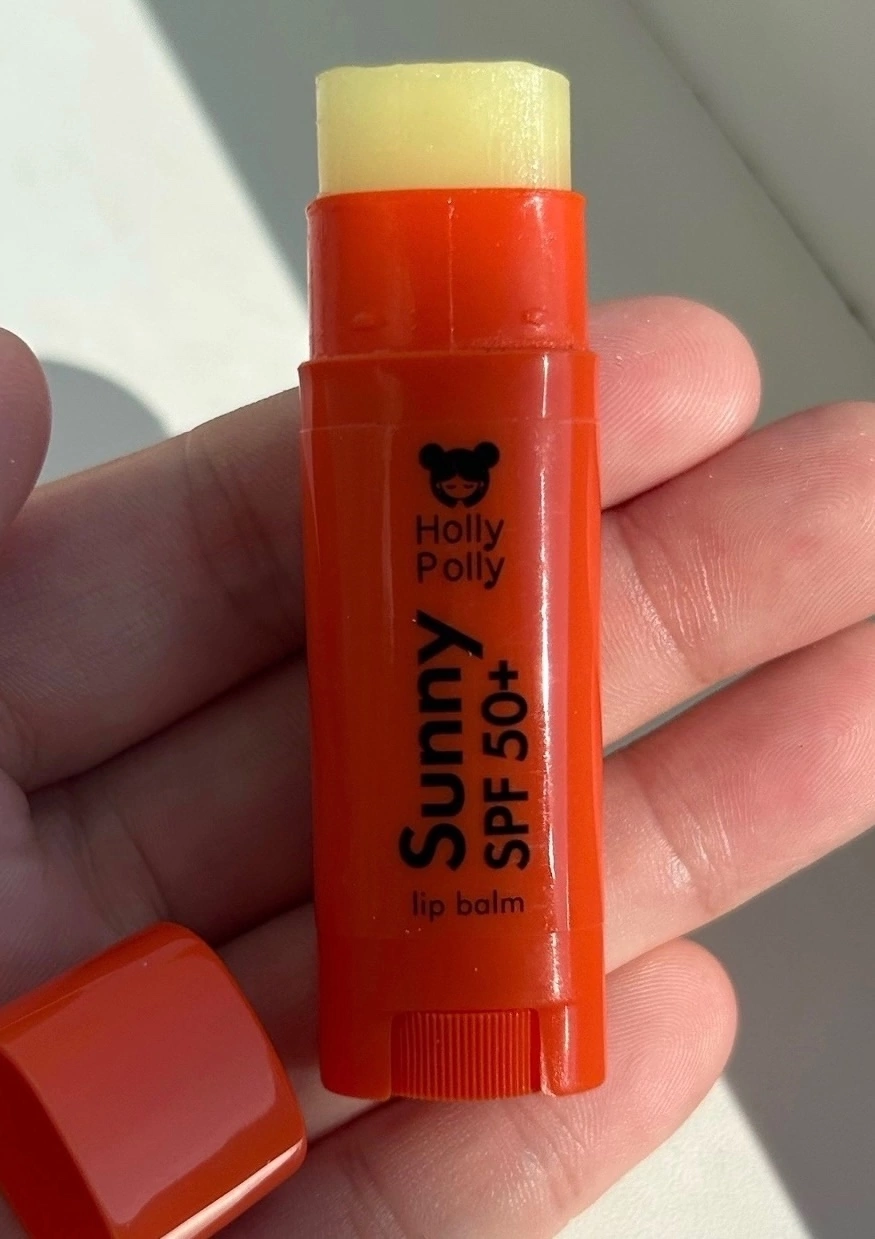 Holly
Polly
Sunny
SPF 50+
lip balm